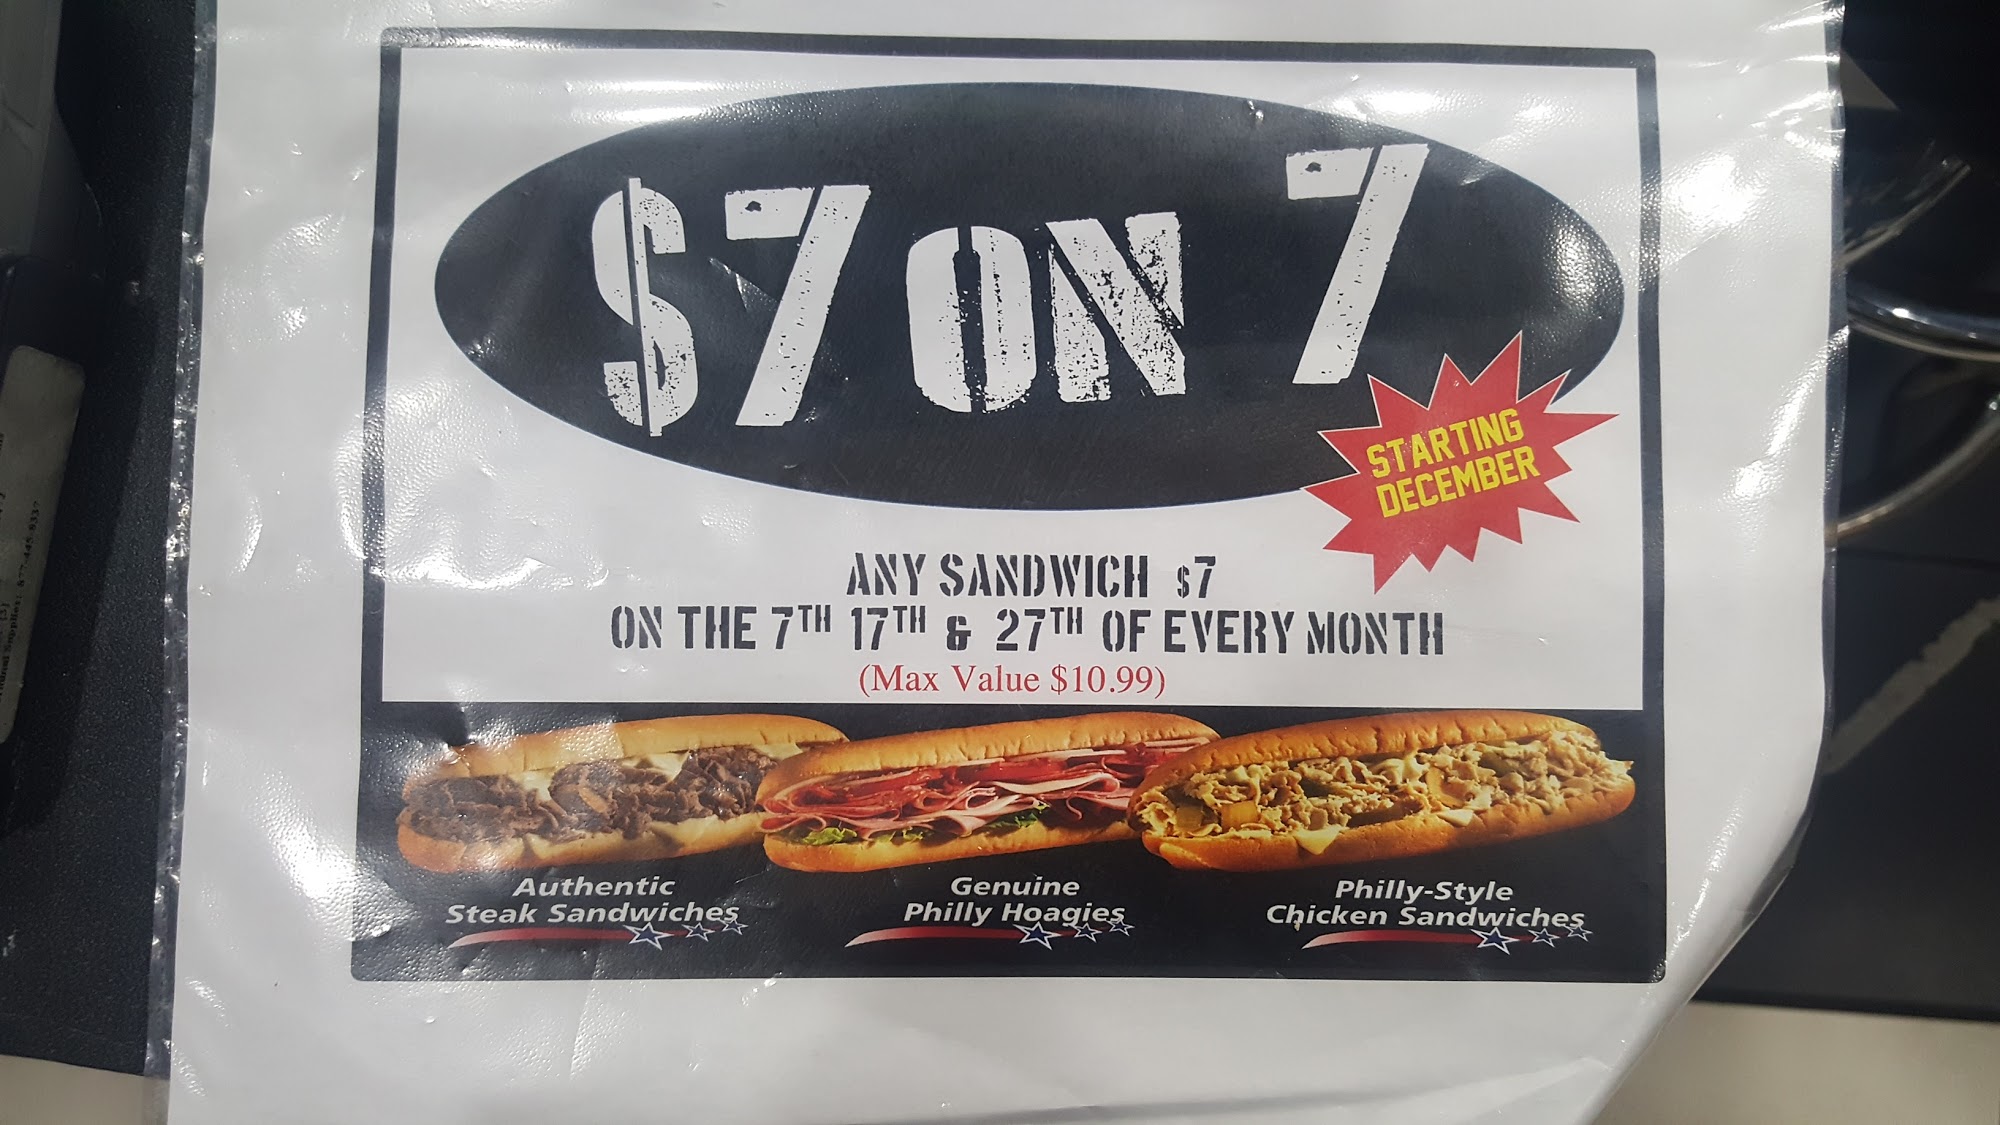 $7 ON 7
STARTING
DECEMBER
ANY SANDWICH $7
ON THE 7TH 17TH & 27TH OF EVERY MONTH
(Max Value $10.99)
Authentic
Steak Sandwiches
Genuine
Philly Hoagies
Philly-Style
Chicken Sandwiches